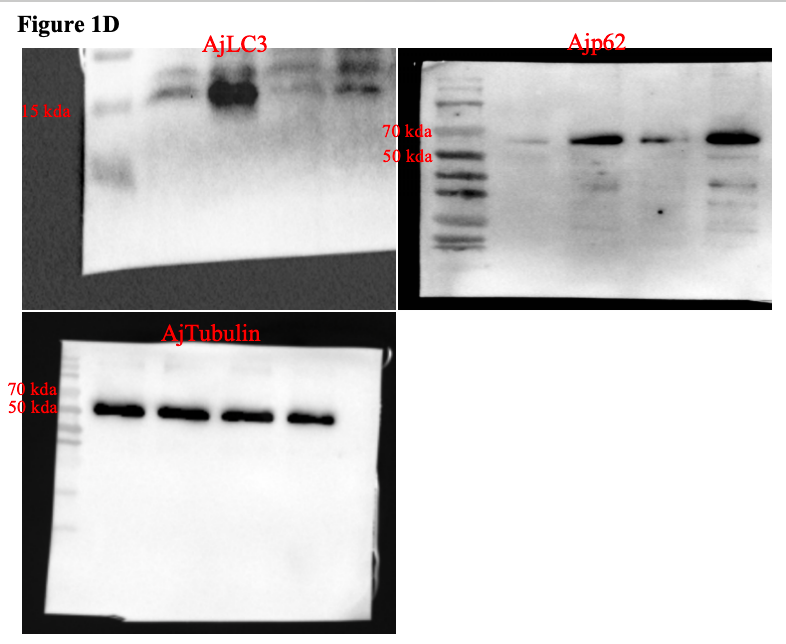 Figure 1D
AjLC3
15 kda
Ajp62
70 kda
50 kda
AjTubulin
70 kda
50 kda